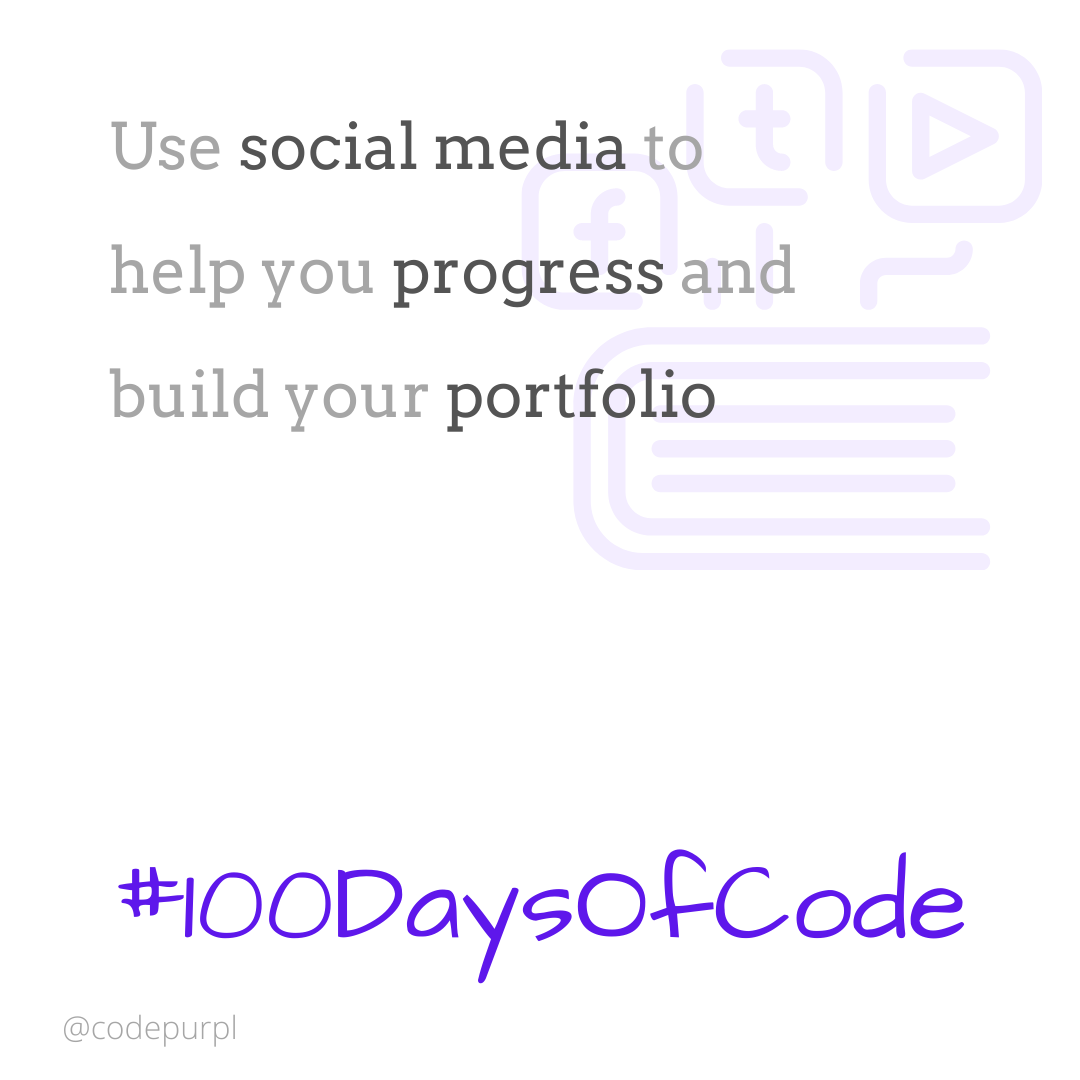 Use social media to
help you progress and
build your portfolio
#100DaysOfCode
@codepurpl